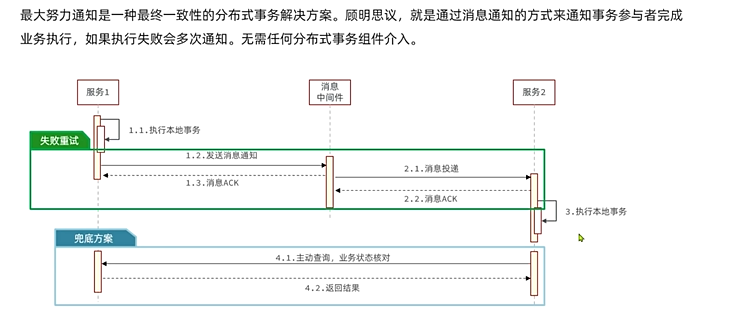 最大努力通知是一种最终一致性的分布式事务解决方案。顾明思议，就是通过消息通知的方式来通知事务参与者完成
业务执行，如果执行失败会多次通知。无需任何分布式事务组件介入。
服务1
消息
中间件
服务2
1.1.执行本地事务
失败重试
1.2.发送消息通知
2.1.消息投递
1.3.消息ACK
2.2.消息ACK
3.执行本地事务
兜底方案
4.1.主动查询，业务状态核对
4.2.返回结果